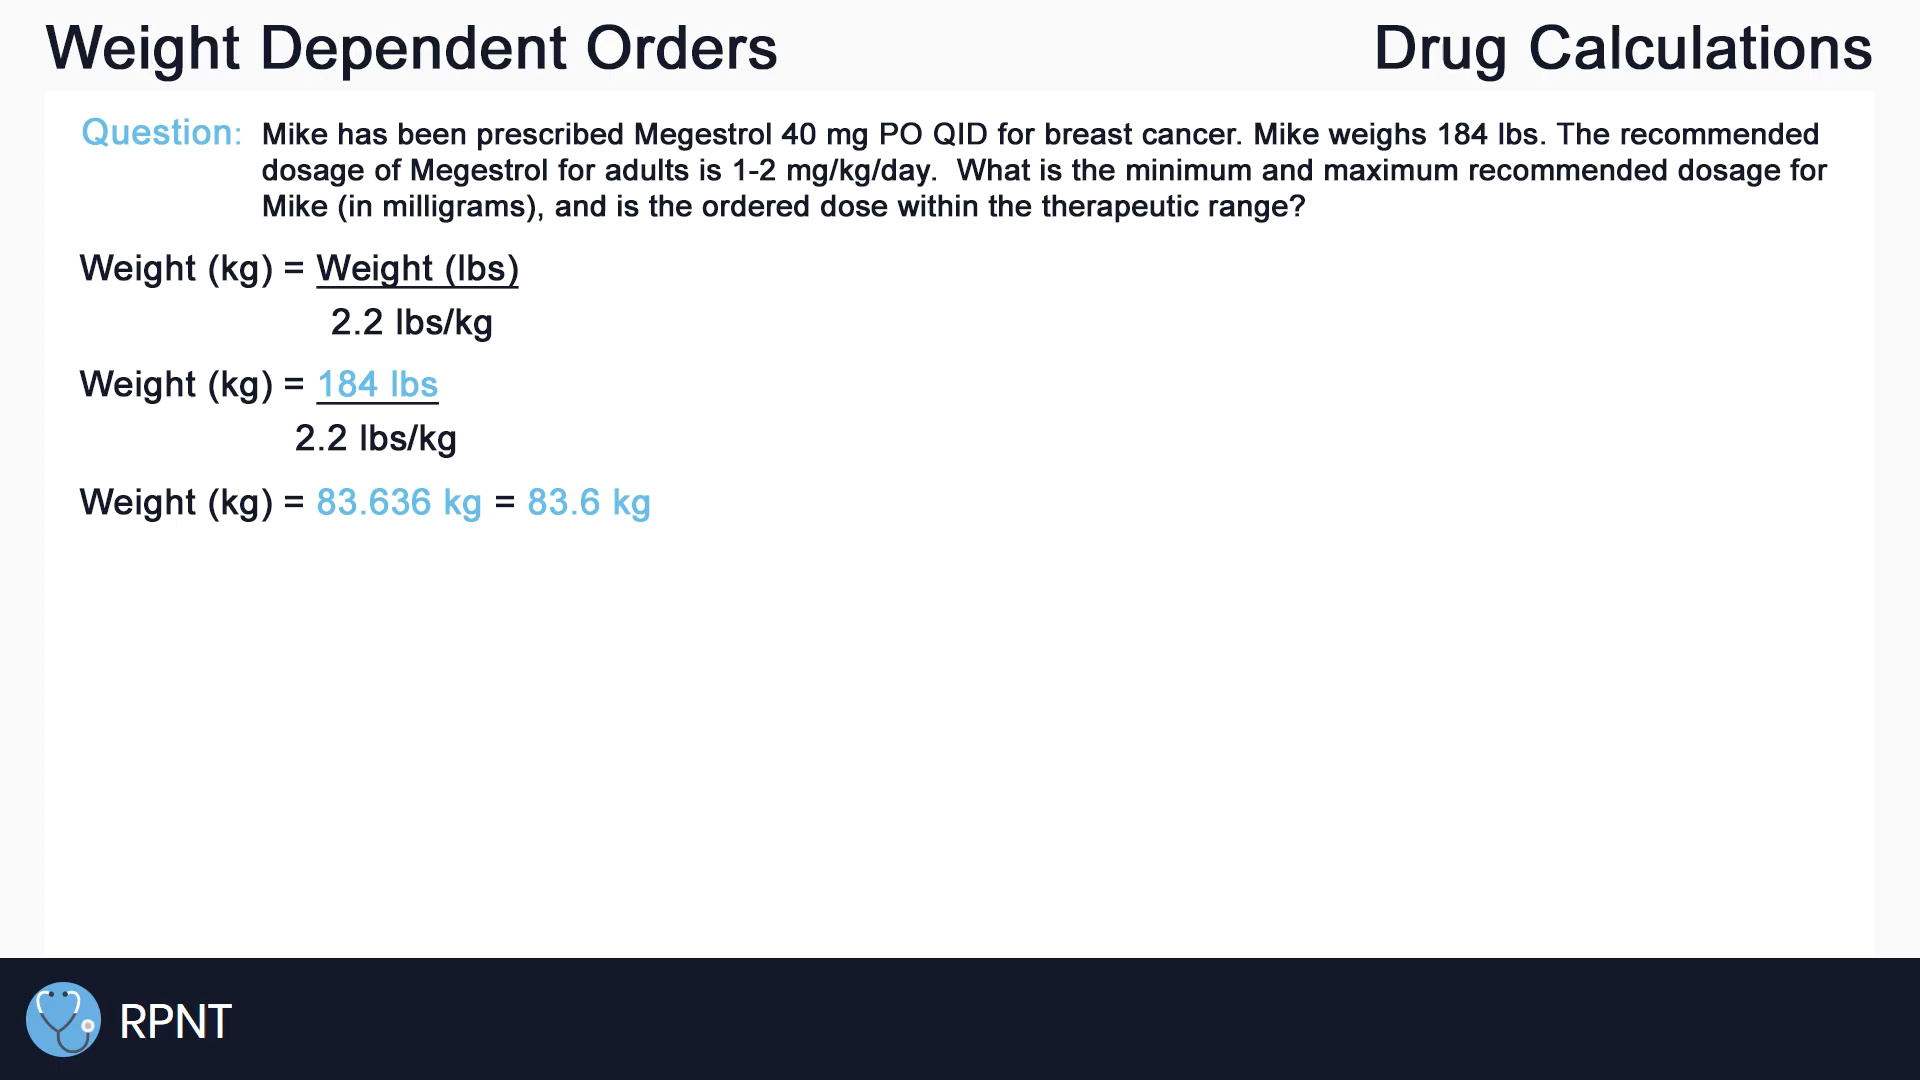 Weight Dependent Orders
Drug Calculations
Question: Mike has been prescribed Megestrol 40 mg PO QID for breast cancer. Mike weighs 184 lbs. The recommended
dosage of Megestrol for adults is 1-2 mg/kg/day. What is the minimum and maximum recommended dosage for
Mike (in milligrams), and is the ordered dose within the therapeutic range?
Weight (kg) = Weight (lbs)
2.2 lbs/kg
Weight (kg) = 184 lbs
2.2 lbs/kg
Weight (kg) = 83.636 kg = 83.6 kg
RPNT